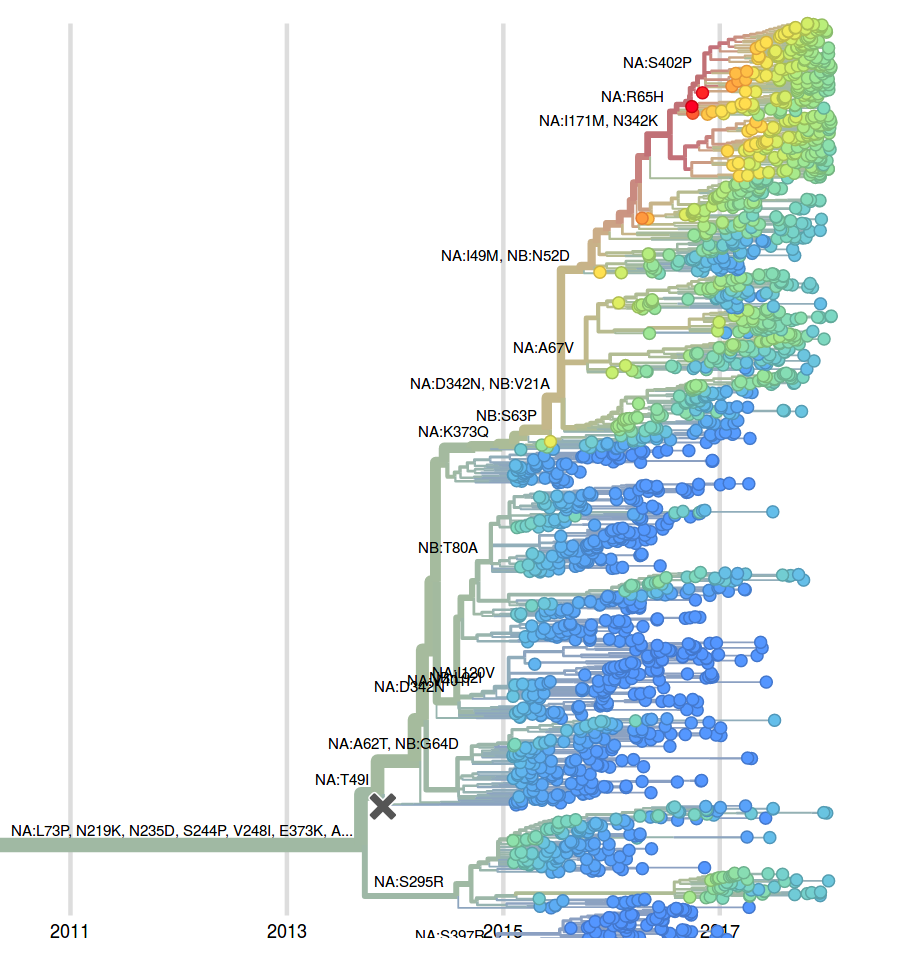 NA:S402P
NA:R65H
NA:I171M, N342K
NA:I49M, NB:N52D
NA:A67V
NA:D342N, NB:V21A
NB:S63P
NA:K373Q
NB:T80A
NA:I120V
NA:D342N
NA:A62T, NB:G64D
NA:T49I
NA:L73P, N219K, N235D, S244P, V248I, E373K, A...
NA:S295R
2011 2013 2015 2017
NA:S397R